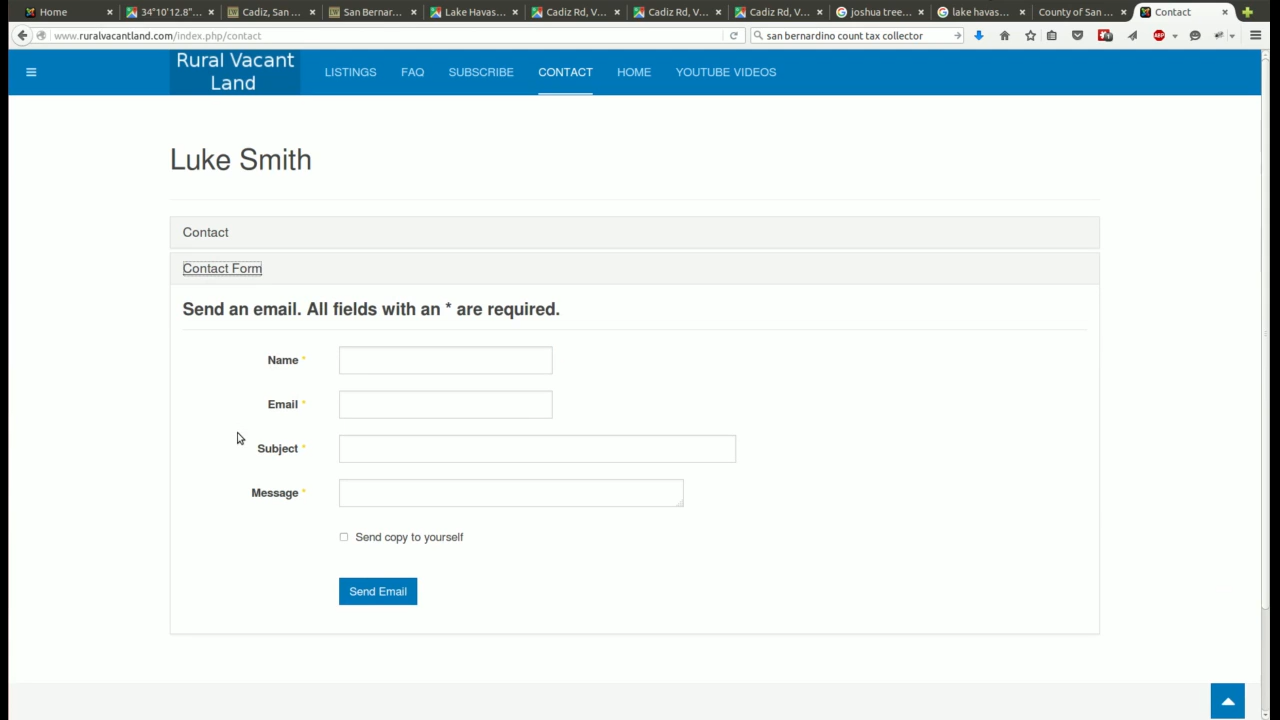 Home
34°10'12.8"...
Cadiz, San ...
San Bernar...
Lake Havas...
Cadiz Rd, V...
Cadiz Rd, V...
Cadiz Rd, V...
joshua tree...
lake havas...
County of San ...
Contact
www.ruralvacantland.com/index.php/contact
san bernardino count tax collector
ABP
Rural Vacant
Land
LISTINGS FAQ SUBSCRIBE CONTACT HOME YOUTUBE VIDEOS
Luke Smith
Contact
Contact Form
Send an email. All fields with an * are required.
Name *
Email *
Subject *
Message *
Send copy to yourself
Send Email